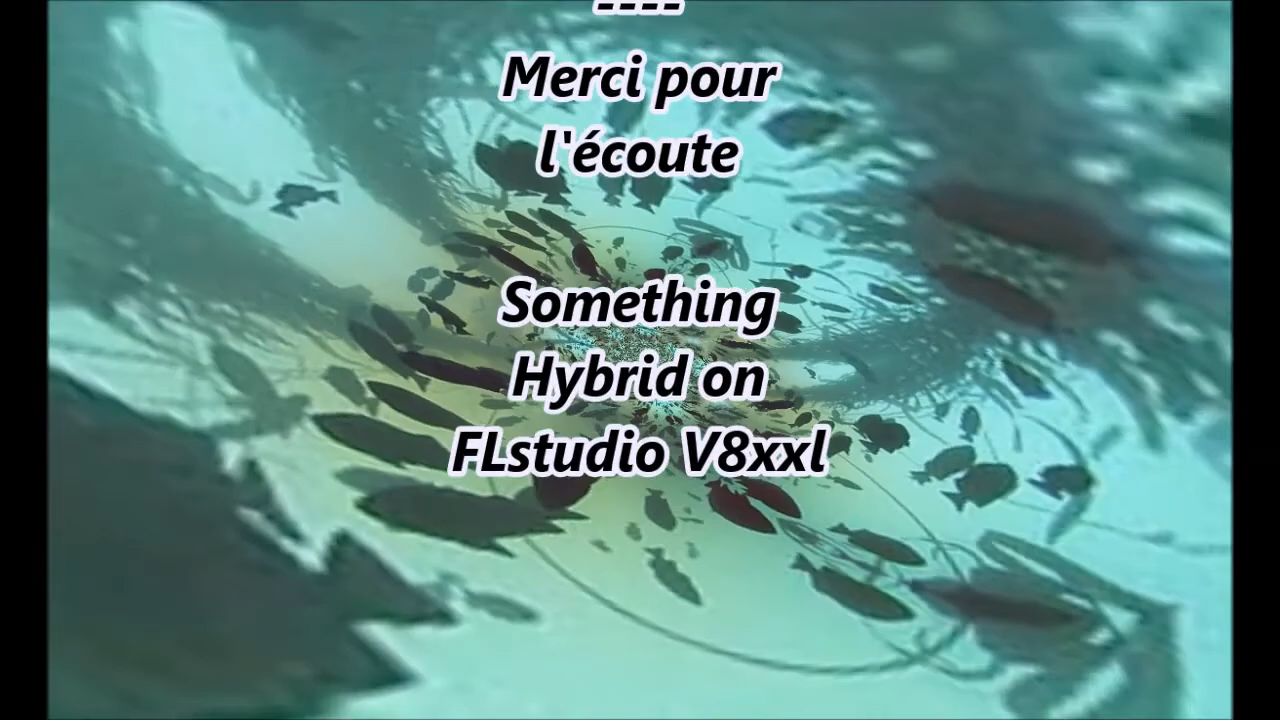 ----
Merci pour
l'écoute
Something
Hybrid on
FLstudio V8xxl